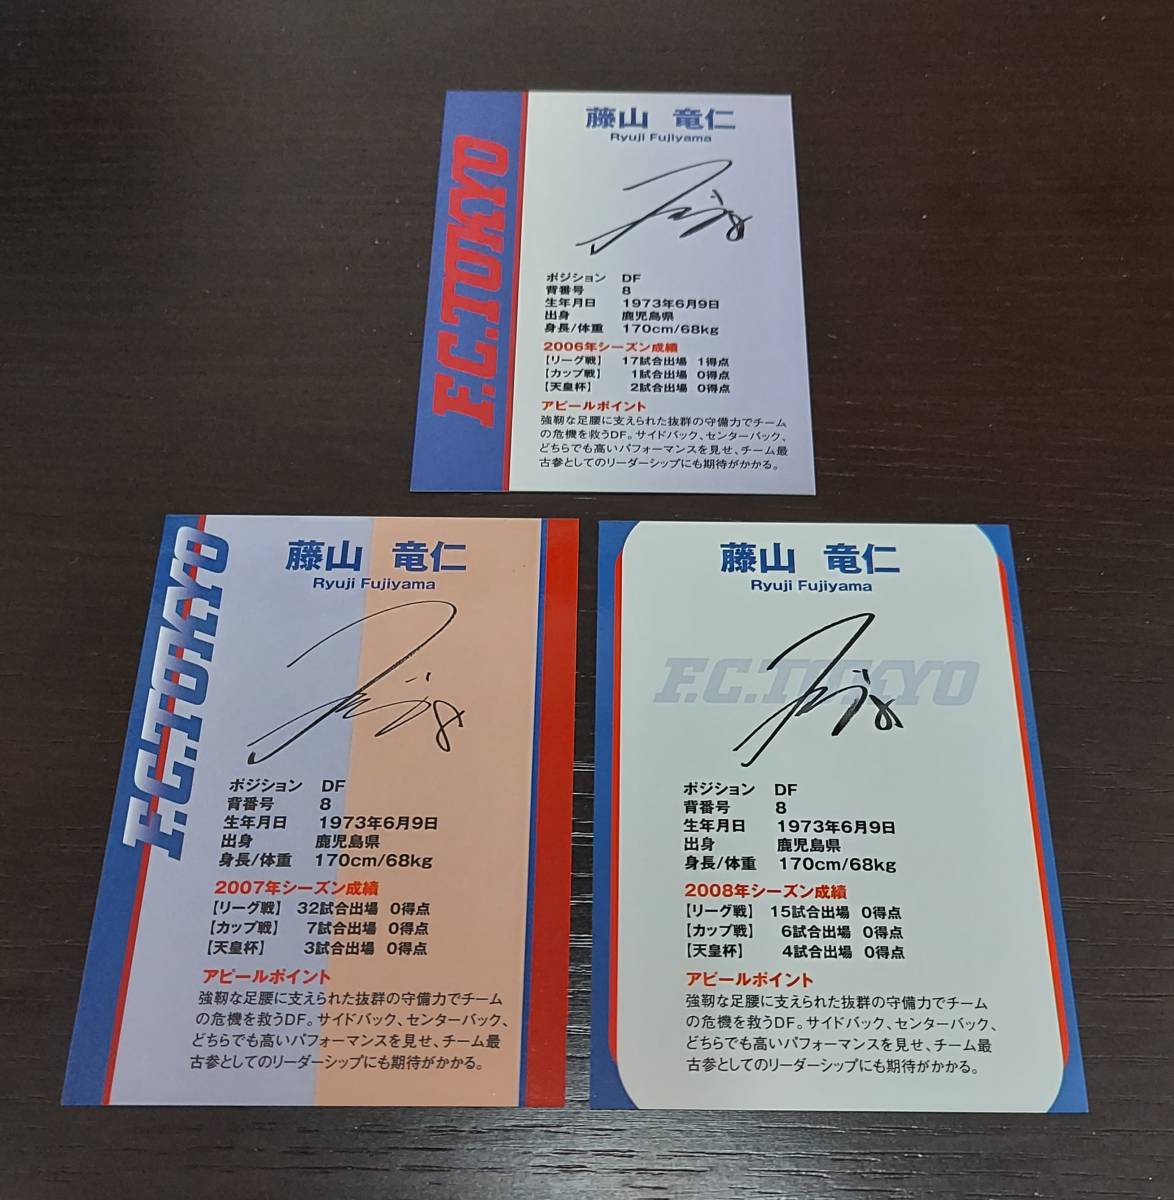 F.C.TOKYO
藤山 竜仁
Ryuji Fujiyama
ポジション DF
背番号 8
生年月日 1973年6月9日
出身 鹿児島県
身長/体重 170cm/68kg
2006年シーズン成績
【リーグ戦】 17試合出場 1得点
【カップ戦】 1試合出場 0得点
【天皇杯】 2試合出場 0得点
アピールポイント
強靭な足腰に支えられた抜群の守備力でチーム
の危機を救うDF。サイドバック、センターバック、
どちらでも高いパフォーマンスを見せ、チーム最
古参としてのリーダーシップにも期待がかかる。
F.C.TOKYO
藤山 竜仁
Ryuji Fujiyama
ポジション DF
背番号 8
生年月日 1973年6月9日
出身 鹿児島県
身長/体重 170cm/68kg
2007年シーズン成績
【リーグ戦】 32試合出場 0得点
【カップ戦】 7試合出場 0得点
【天皇杯】 3試合出場 0得点
アピールポイント
強靭な足腰に支えられた抜群の守備力でチーム
の危機を救うDF。サイドバック、センターバック、
どちらでも高いパフォーマンスを見せ、チーム最
古参としてのリーダーシップにも期待がかかる。
藤山 竜仁
Ryuji Fujiyama
F.C.TOKYO
ポジション DF
背番号 8
生年月日 1973年6月9日
出身 鹿児島県
身長/体重 170cm/68kg
2008年シーズン成績
【リーグ戦】 15試合出場 0得点
【カップ戦】 6試合出場 0得点
【天皇杯】 4試合出場 0得点
アピールポイント
強靭な足腰に支えられた抜群の守備力でチーム
の危機を救うDF。サイドバック、センターバック、
どちらでも高いパフォーマンスを見せ、チーム最
古参としてのリーダーシップにも期待がかかる。